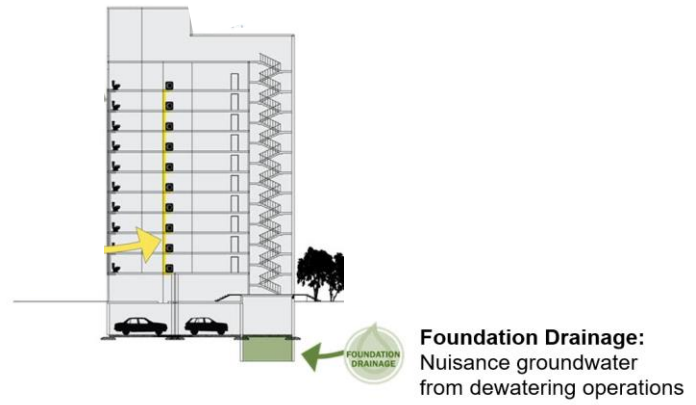 FOUNDATION
DRAINAGE
Foundation Drainage:
Nuisance groundwater
from dewatering operations